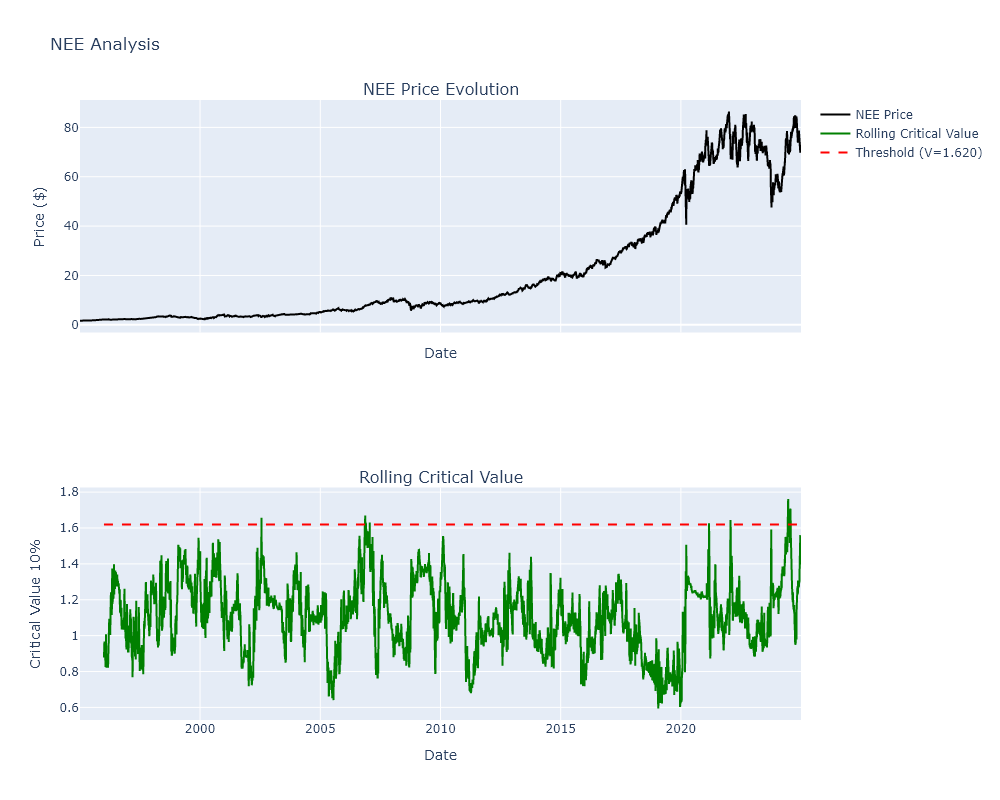 NEE Analysis
NEE Price Evolution
NEE Price
Rolling Critical Value
Threshold (V=1.620)
Price ($)
80
60
40
20
0
Date
Rolling Critical Value
Critical Value 10%
1.8
1.6
1.4
1.2
1
0.8
0.6
2000 2005 2010 2015 2020
Date